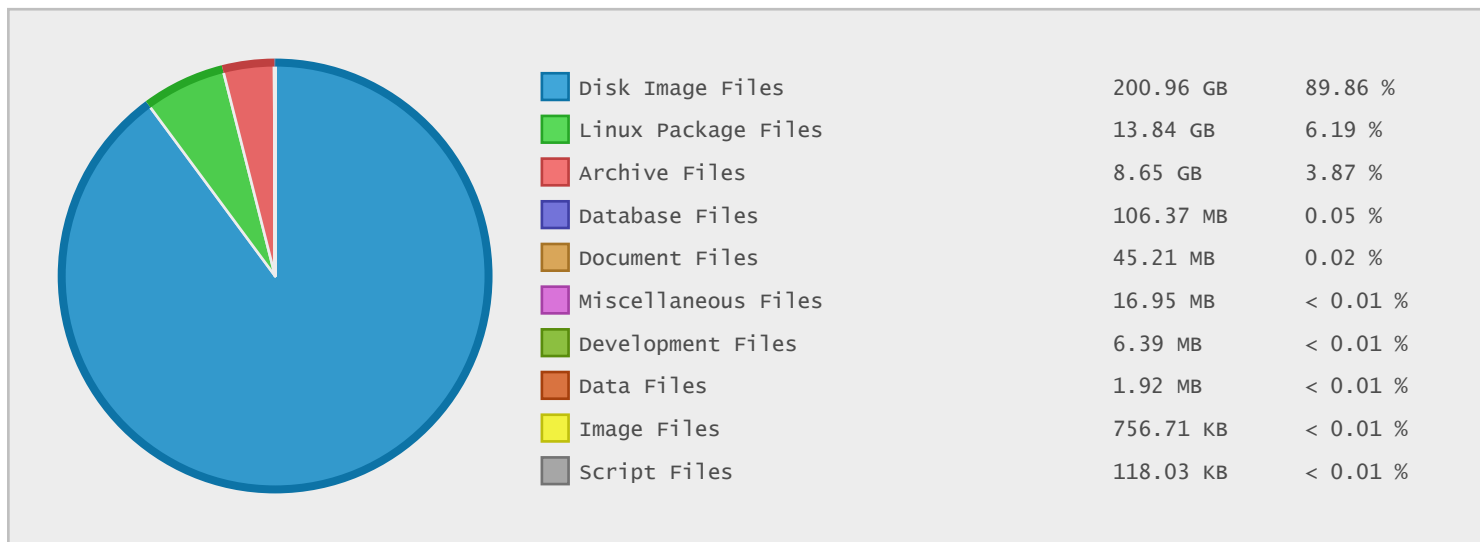 Disk Image Files 200.96 GB 89.86 %
Linux Package Files 13.84 GB 6.19 %
Archive Files 8.65 GB 3.87 %
Database Files 106.37 MB 0.05 %
Document Files 45.21 MB 0.02 %
Miscellaneous Files 16.95 MB < 0.01 %
Development Files 6.39 MB < 0.01 %
Data Files 1.92 MB < 0.01 %
Image Files 756.71 KB < 0.01 %
Script Files 118.03 KB < 0.01 %